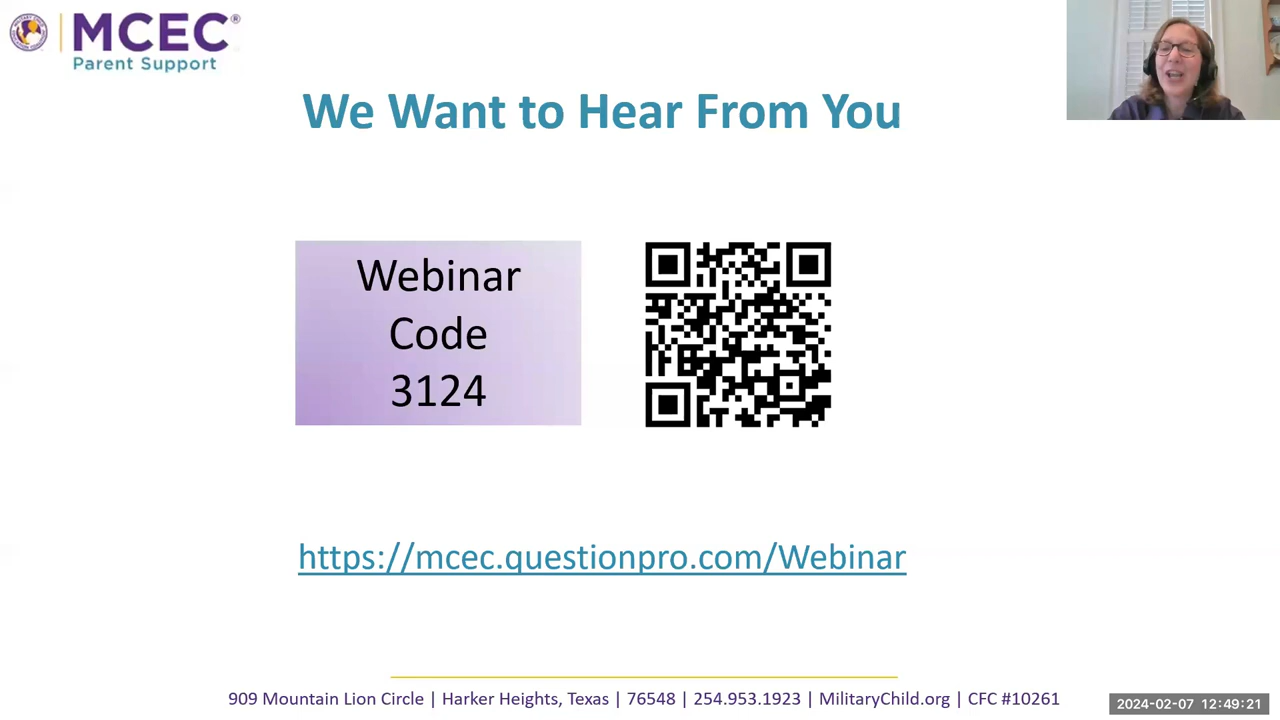 MCEC®
Parent Support
We Want to Hear From You
Webinar
Code
3124
https://mcec.questionpro.com/Webinar
909 Mountain Lion Circle | Harker Heights, Texas | 76548 | 254.953.1923 | MilitaryChild.org | CFC #10261
2024-02-07 12:49:21